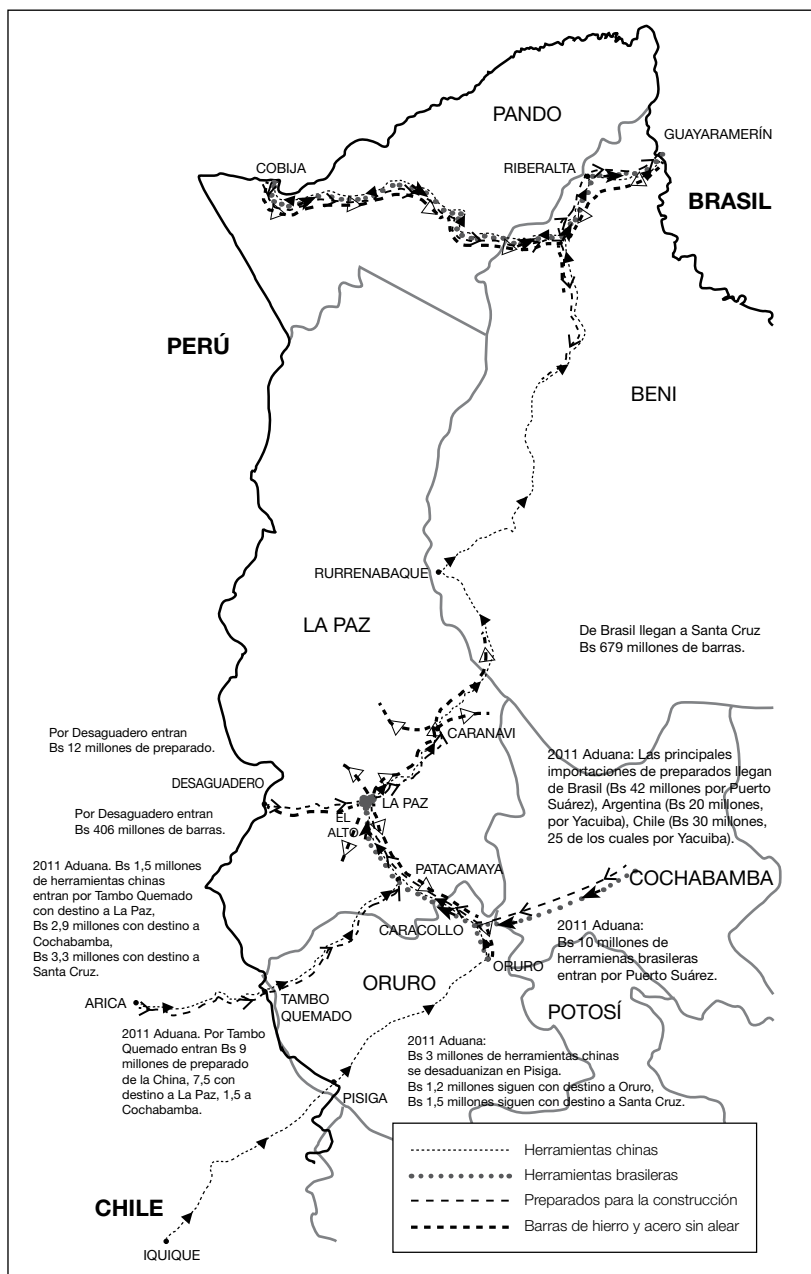 PANDO
GUAYARAMERÍN
COBIJA
RIBERALTA
BRASIL
PERÚ
BENI
RURRENABAQUE
LA PAZ
De Brasil llegan a Santa Cruz
Bs 679 millones de barras.
Por Desaguadero entran
Bs 12 millones de preparado.
CARANAVI
2011 Aduana: Las principales
importaciones de preparados llegan
de Brasil (Bs 42 millones por Puerto
Suárez), Argentina (Bs 20 millones,
por Yacuiba), Chile (Bs 30 millones,
25 de los cuales por Yacuiba).
DESAGUADERO
LA PAZ
EL
ALTO
Por Desaguadero entran
Bs 406 millones de barras.
PATACAMAYA
COCHABAMBA
2011 Aduana. Bs 1,5 millones
de herramientas chinas
entran por Tambo Quemado
con destino a La Paz,
Bs 2,9 millones con destino a
Cochabamba,
Bs 3,3 millones con destino a
Santa Cruz.
CARACOLLO
2011 Aduana:
Bs 10 millones de
herramienas brasileras
entran por Puerto Suárez.
ORURO
ORURO
ARICA
TAMBO
QUEMADO
POTOSÍ
2011 Aduana. Por Tambo
Quemado entran Bs 9
millones de preparado
de la China, 7,5 con
destino a La Paz, 1,5 a
Cochabamba.
2011 Aduana:
Bs 3 millones de herramientas chinas
se desaduanizan en Pisiga.
Bs 1,2 millones siguen con destino a Oruro,
Bs 1,5 millones siguen con destino a Santa Cruz.
PISIGA
CHILE
IQUIQUE
Herramientas chinas
Herramientas brasileras
Preparados para la construcción
Barras de hierro y acero sin alear